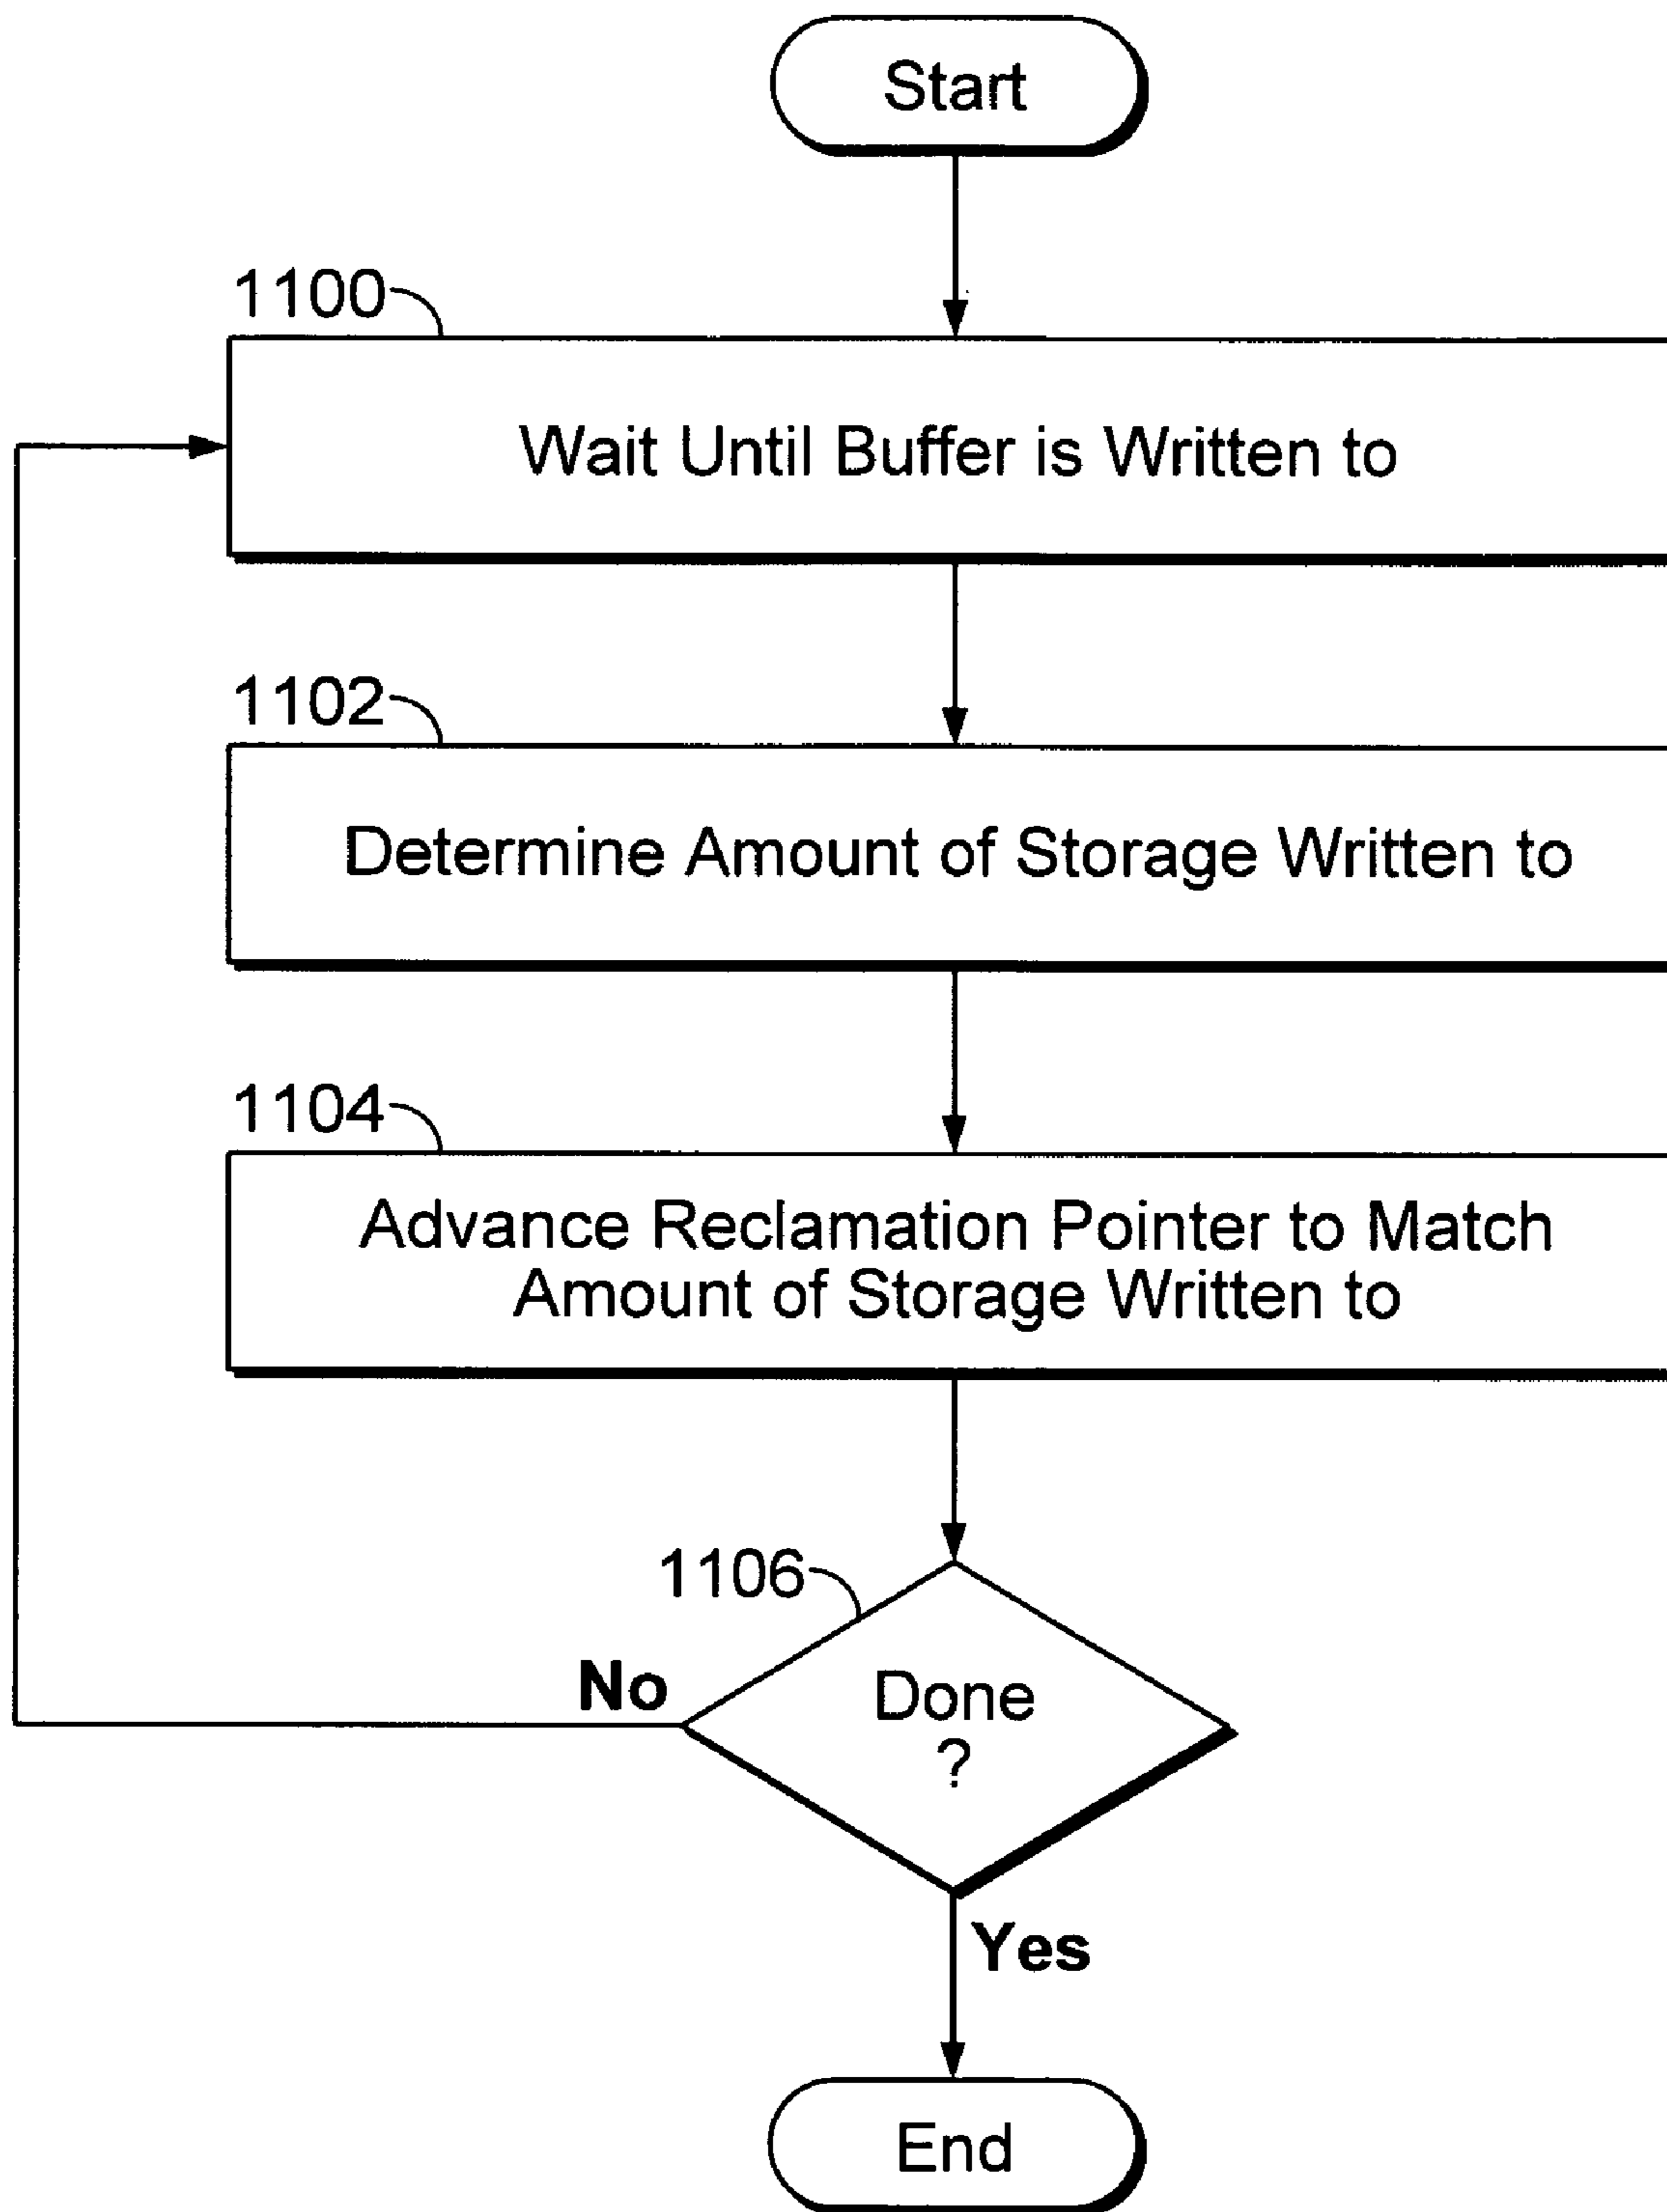 Start
1100
Wait Until Buffer is Written to
1102
Determine Amount of Storage Written to
1104
Advance Reclamation Pointer to Match
Amount of Storage Written to
1106
No
Done
?
Yes
End